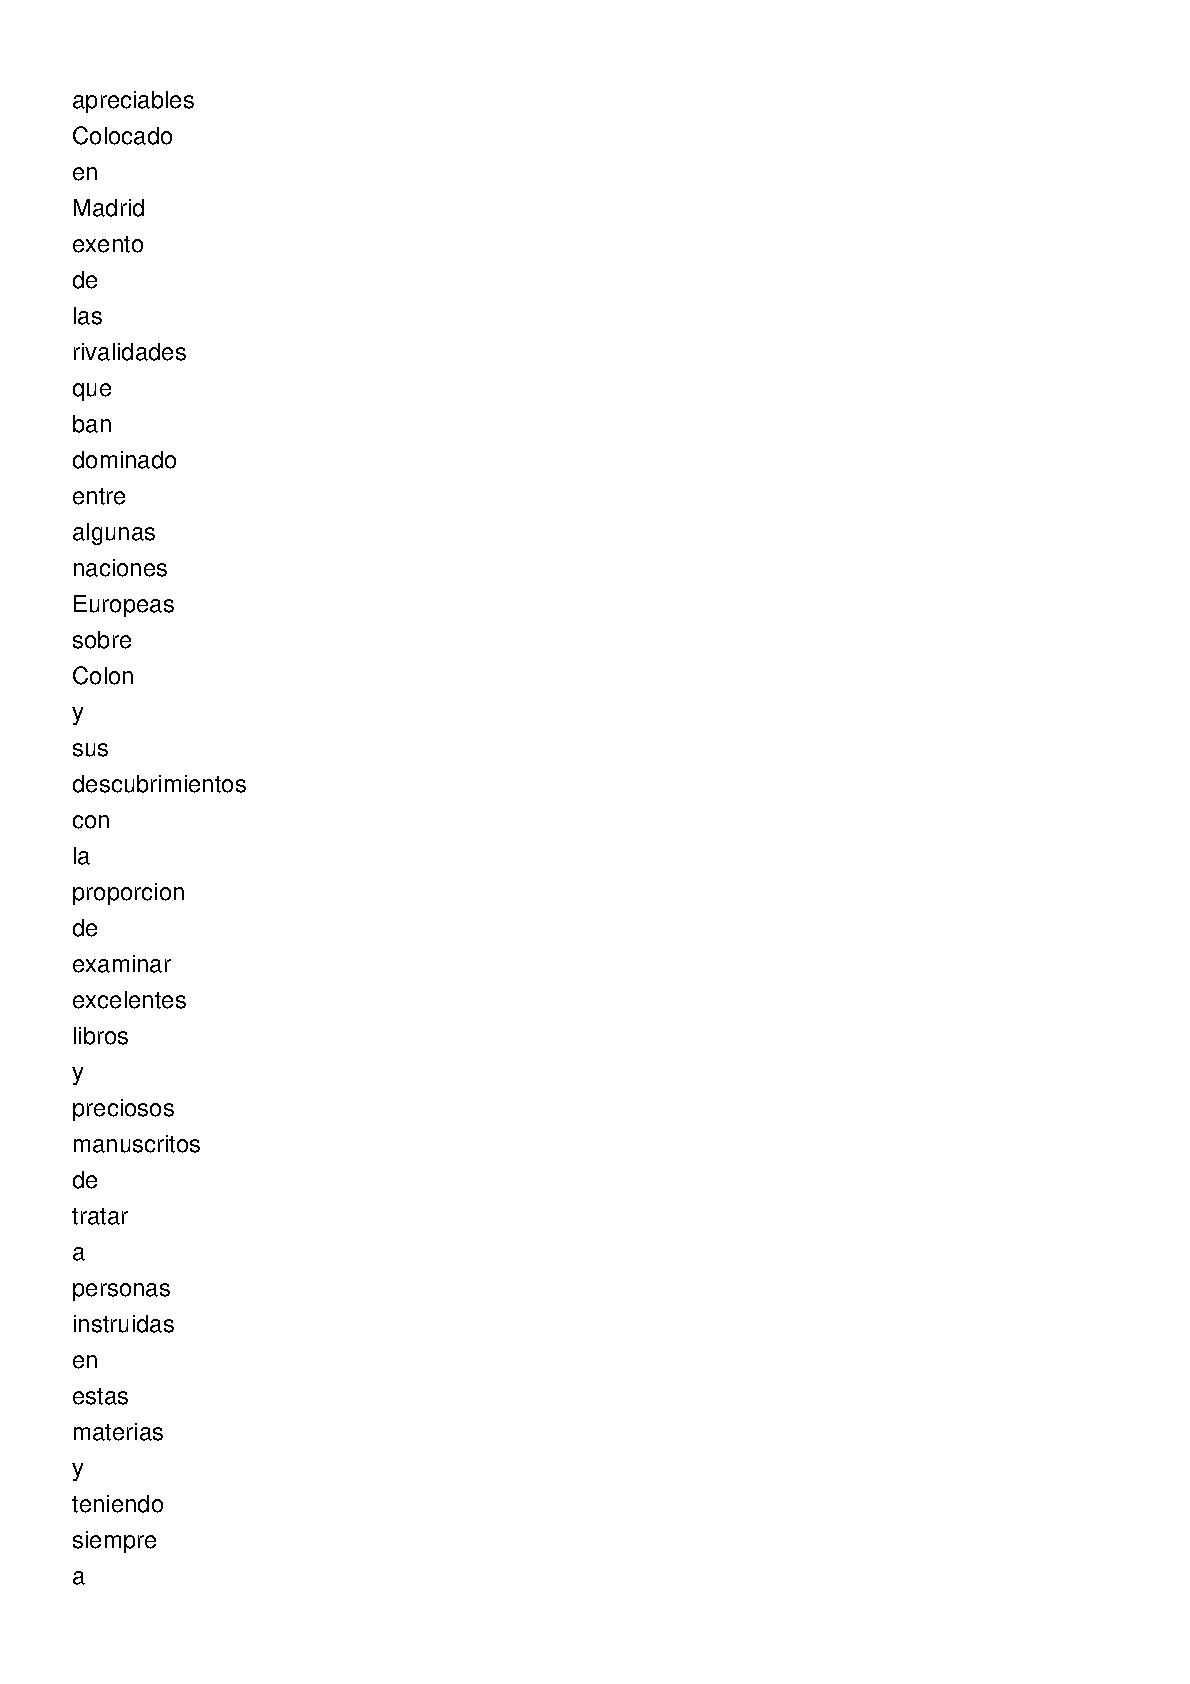 apreciables
Colocado
en
Madrid
exento
de
las
rivalidades
que
ban
dominado
entre
algunas
naciones
Europeas
sobre
Colon
y
sus
descubrimientos
con
la
proporcion
de
examinar
excelentes
libros
y
preciosos
manuscritos
de
tratar
a
personas
instruidas
en
estas
materias
y
teniendo
siempre
a